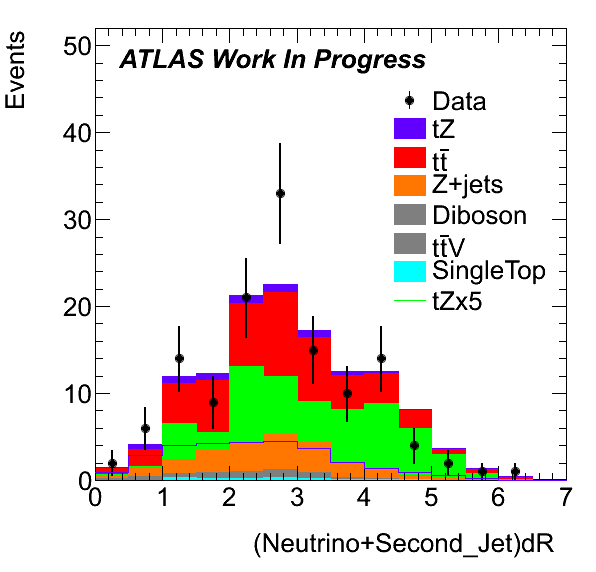 Events
50
40
30
20
10
0
ATLAS Work In Progress
Data
tZ
tt̄
Z+jets
Diboson
tt̄V
SingleTop
tZx5
0 1 2 3 4 5 6 7
(Neutrino+Second_Jet)dR